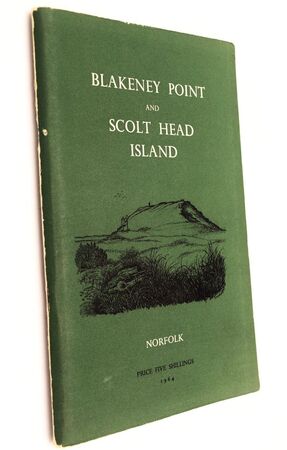 BLAKENEY POINT
AND
SCOLT HEAD
ISLAND
NORFOLK
PRICE FIVE SHILLINGS
1964